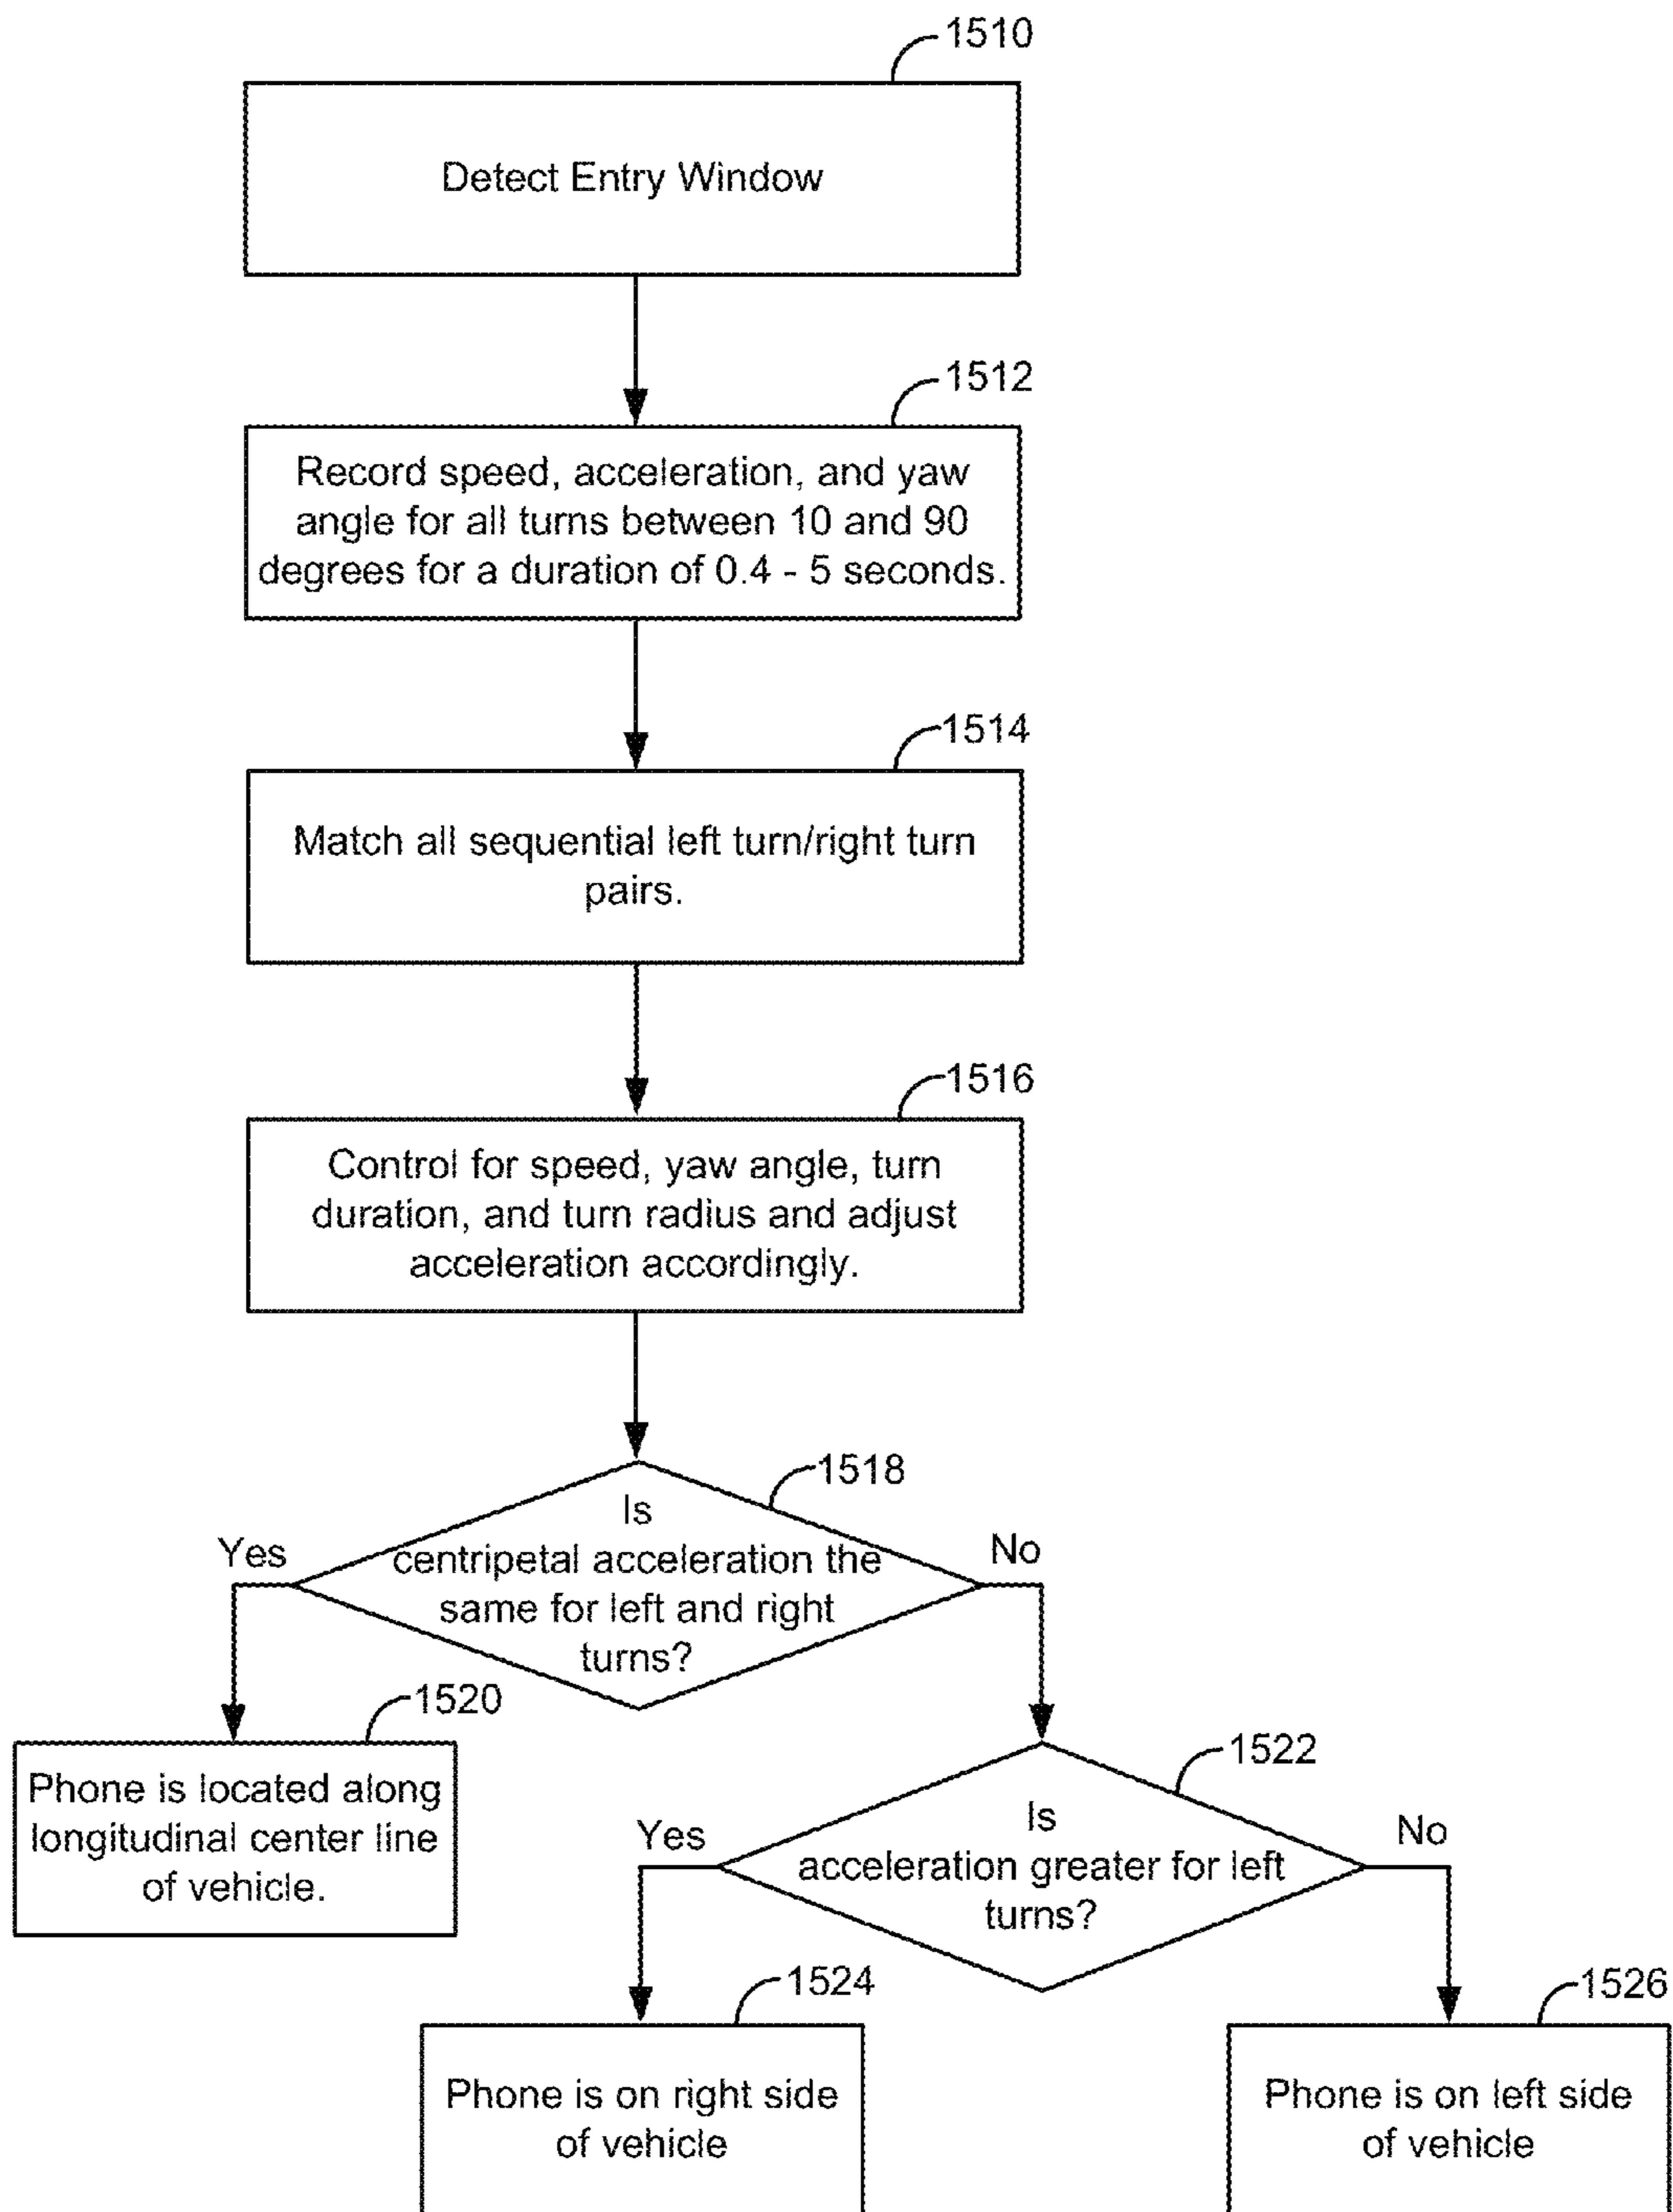 1510
Detect Entry Window
1512
Record speed, acceleration, and yaw
angle for all turns between 10 and 90
degrees for a duration of 0.4 - 5 seconds.
1514
Match all sequential left turn/right turn
pairs.
1516
Control for speed, yaw angle, turn
duration, and turn radius and adjust
acceleration accordingly.
1518
Is
centripetal acceleration the
same for left and right
turns?
Yes
No
1520
Phone is located along
longitudinal center line
of vehicle.
1522
Is
acceleration greater for left
turns?
Yes
No
1524
Phone is on right side
of vehicle
1526
Phone is on left side
of vehicle